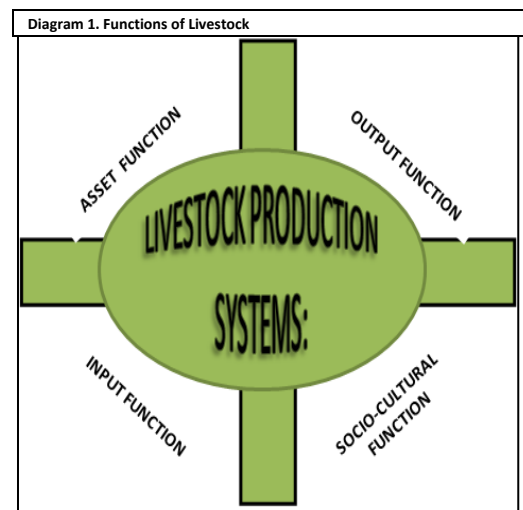 Diagram 1. Functions of Livestock
ASSET FUNCTION
OUTPUT FUNCTION
LIVESTOCK PRODUCTION
SYSTEMS:
INPUT FUNCTION
SOCIO-CULTURAL
FUNCTION